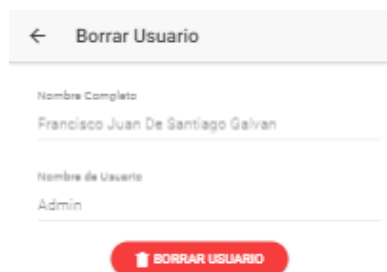 Borrar Usuario
Nombre Completo
Francisco Juan De Santiago Galvan
Nombre de Usuario
Admin
BORRAR USUARIO